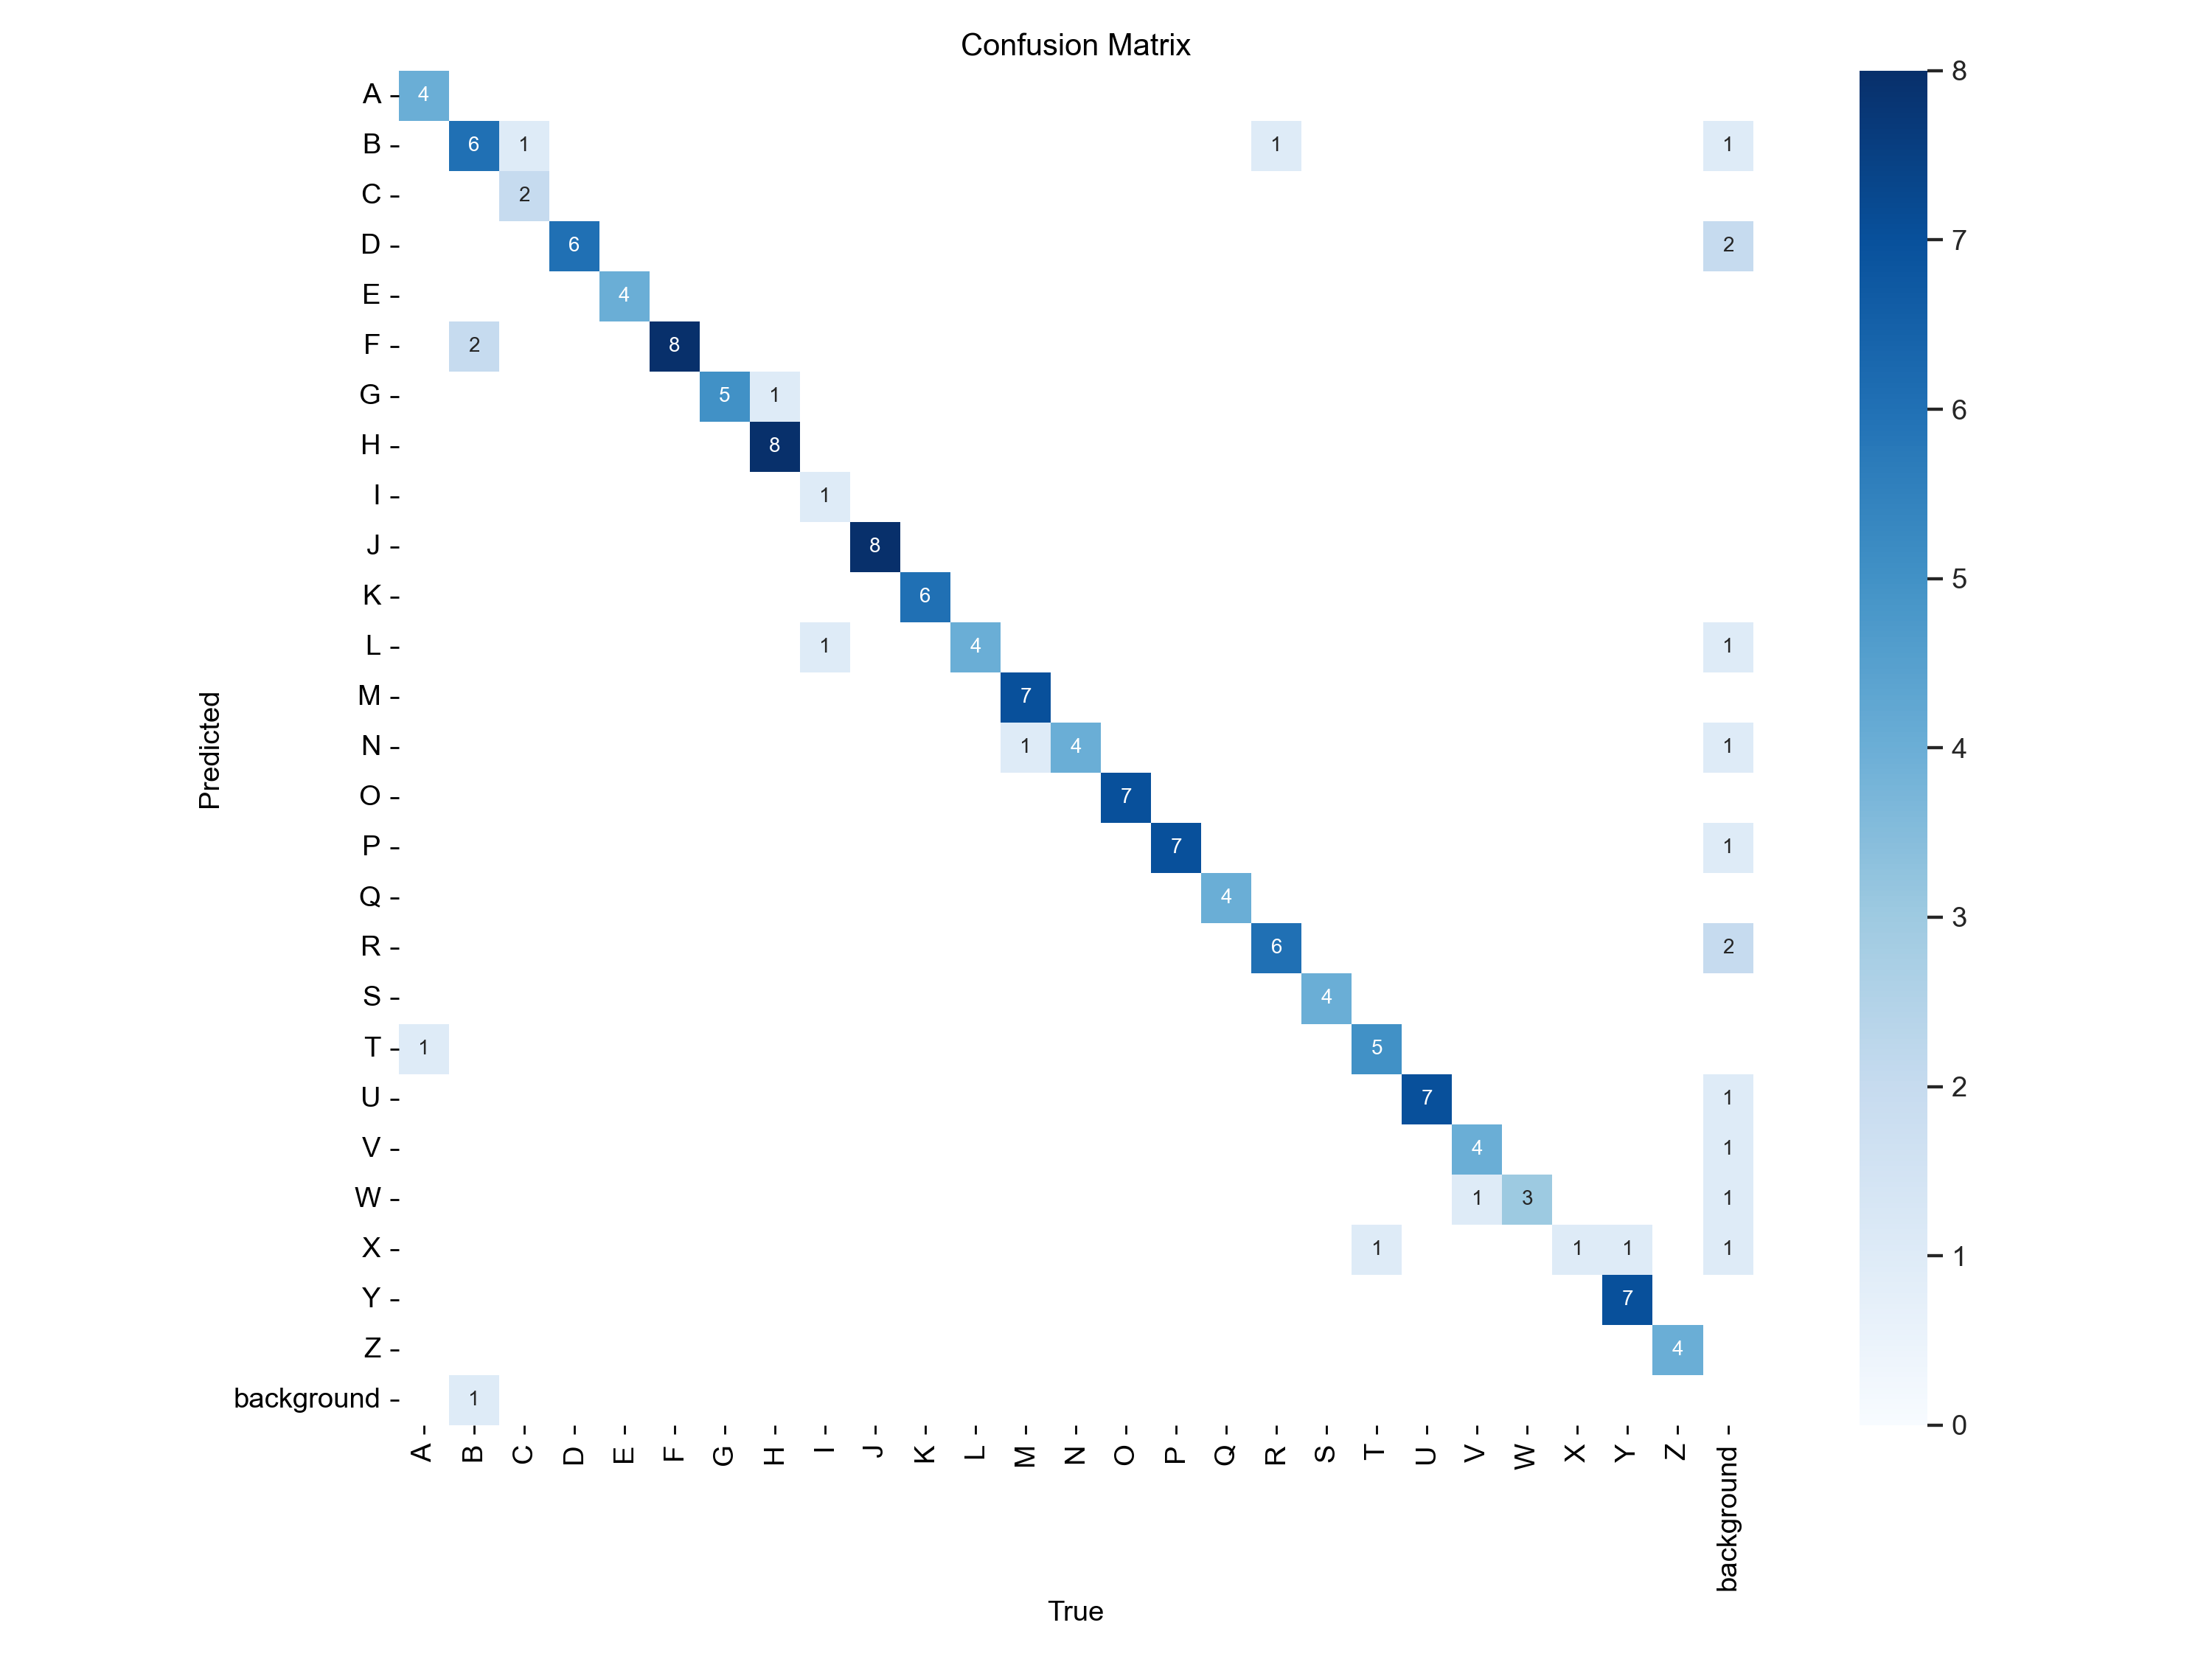 Confusion Matrix
A 4
B 6 1 1 1
C 2
D 6 2
E 4
F 2 8
G 5 1
H 8
I 1
J 8
K 6
L 1 4 1
M 7
N 1 4 1
O 7
P 7 1
Q 4
R 6 2
S 4
T 1 5
U 7 1
V 4 1
W 1 3 1
X 1 1 1 1
Y 7
Z 4
background 1
A B C D E F G H I J K L M N O P Q R S T U V W X Y Z background
True
Predicted
8
7
6
5
4
3
2
1
0